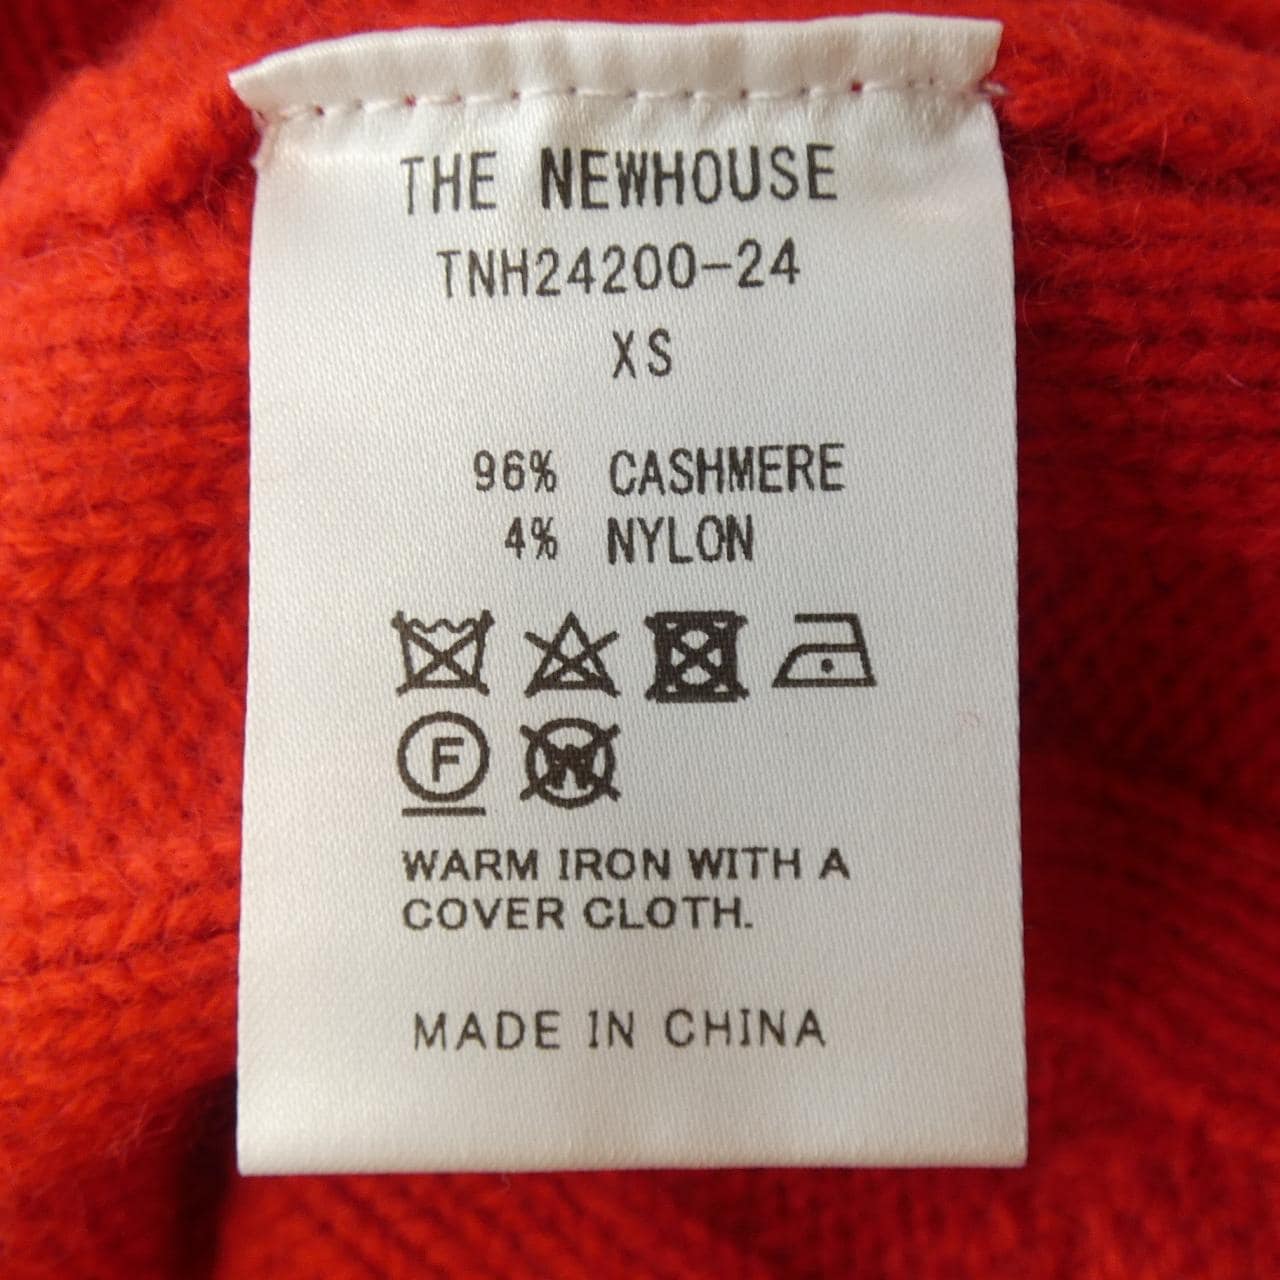 THE NEWHOUSE
TNH24200-24
XS
96% CASHMERE
4% NYLON
F
W
WARM IRON WITH A
COVER CLOTH.
MADE IN CHINA